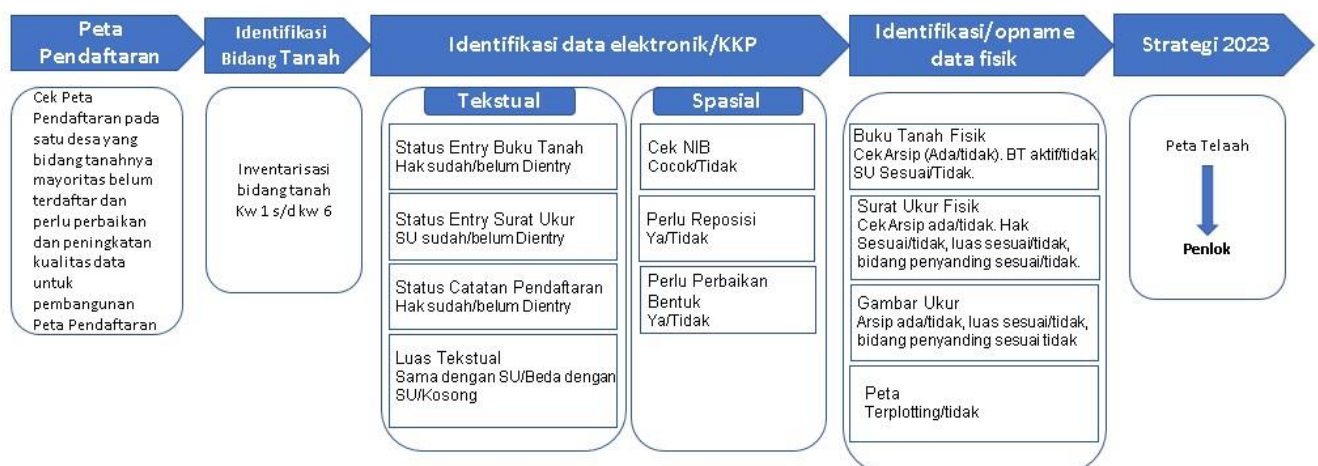 Peta
Pendaftaran
Identifikasi
Bidang Tanah
Identifikasi data elektronik/KKP
Identifikasi/opname
data fisik
Strategi 2023
Cek Peta
Pendaftaran pada
satu desa yang
bidang tanahnya
mayoritas belum
terdaftar dan
perlu perbaikan
dan peningkatan
kualitas data
untuk
pembangunan
Peta Pendaftaran
Inventarisasi
bidang tanah
Kw 1 s/d kw 6
Tekstual
Status Entry Buku Tanah
Hak sudah/belum Dientry
Status Entry Surat Ukur
SU sudah/belum Dientry
Status Catatan Pendaftaran
Hak sudah/belum Dientry
Luas Tekstual
Sama dengan SU/Beda dengan
SU/Kosong
Spasial
Cek NIB
Cocok/Tidak
Perlu Reposisi
Ya/Tidak
Perlu Perbaikan
Bentuk
Ya/Tidak
Buku Tanah Fisik
Cek Arsip (Ada/tidak). BT aktif/tidak
SU Sesuai/Tidak.
Surat Ukur Fisik
Cek Arsip ada/tidak. Hak
Sesuai/tidak, luas sesuai/tidak,
bidang penyanding sesuai/tidak.
Gambar Ukur
Arsip ada/tidak, luas sesuai/tidak,
bidang penyanding sesuai tidak
Peta
Terplotting/tidak
Peta Telaah
Penlok